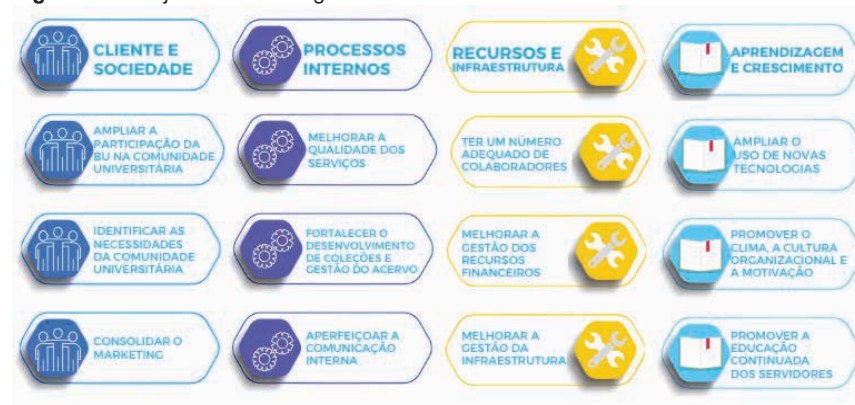 CLIENTE E
SOCIEDADE
PROCESSOS
INTERNOS
RECURSOS E
INFRAESTRUTURA
APRENDIZAGEM
E CRESCIMENTO
AMPLIAR A
PARTICIPAÇÃO DA
BU NA COMUNIDADE
UNIVERSITÁRIA
MELHORAR A
QUALIDADE DOS
SERVIÇOS
TER UM NÚMERO
ADEQUADO DE
COLABORADORES
AMPLIAR O
USO DE NOVAS
TECNOLOGIAS
IDENTIFICAR AS
NECESSIDADES
DA COMUNIDADE
UNIVERSITÁRIA
FORTALECER O
DESENVOLVIMENTO
DE COLEÇÕES E
GESTÃO DO ACERVO
MELHORAR A
GESTÃO DOS
RECURSOS
FINANCEIROS
PROMOVER O
CLIMA, A CULTURA
ORGANIZACIONAL E
A MOTIVAÇÃO
CONSOLIDAR O
MARKETING
APERFEIÇOAR A
COMUNICAÇÃO
INTERNA
MELHORAR A
GESTÃO DA
INFRAESTRUTURA
PROMOVER A
EDUCAÇÃO
CONTINUADA
DOS SERVIDORES